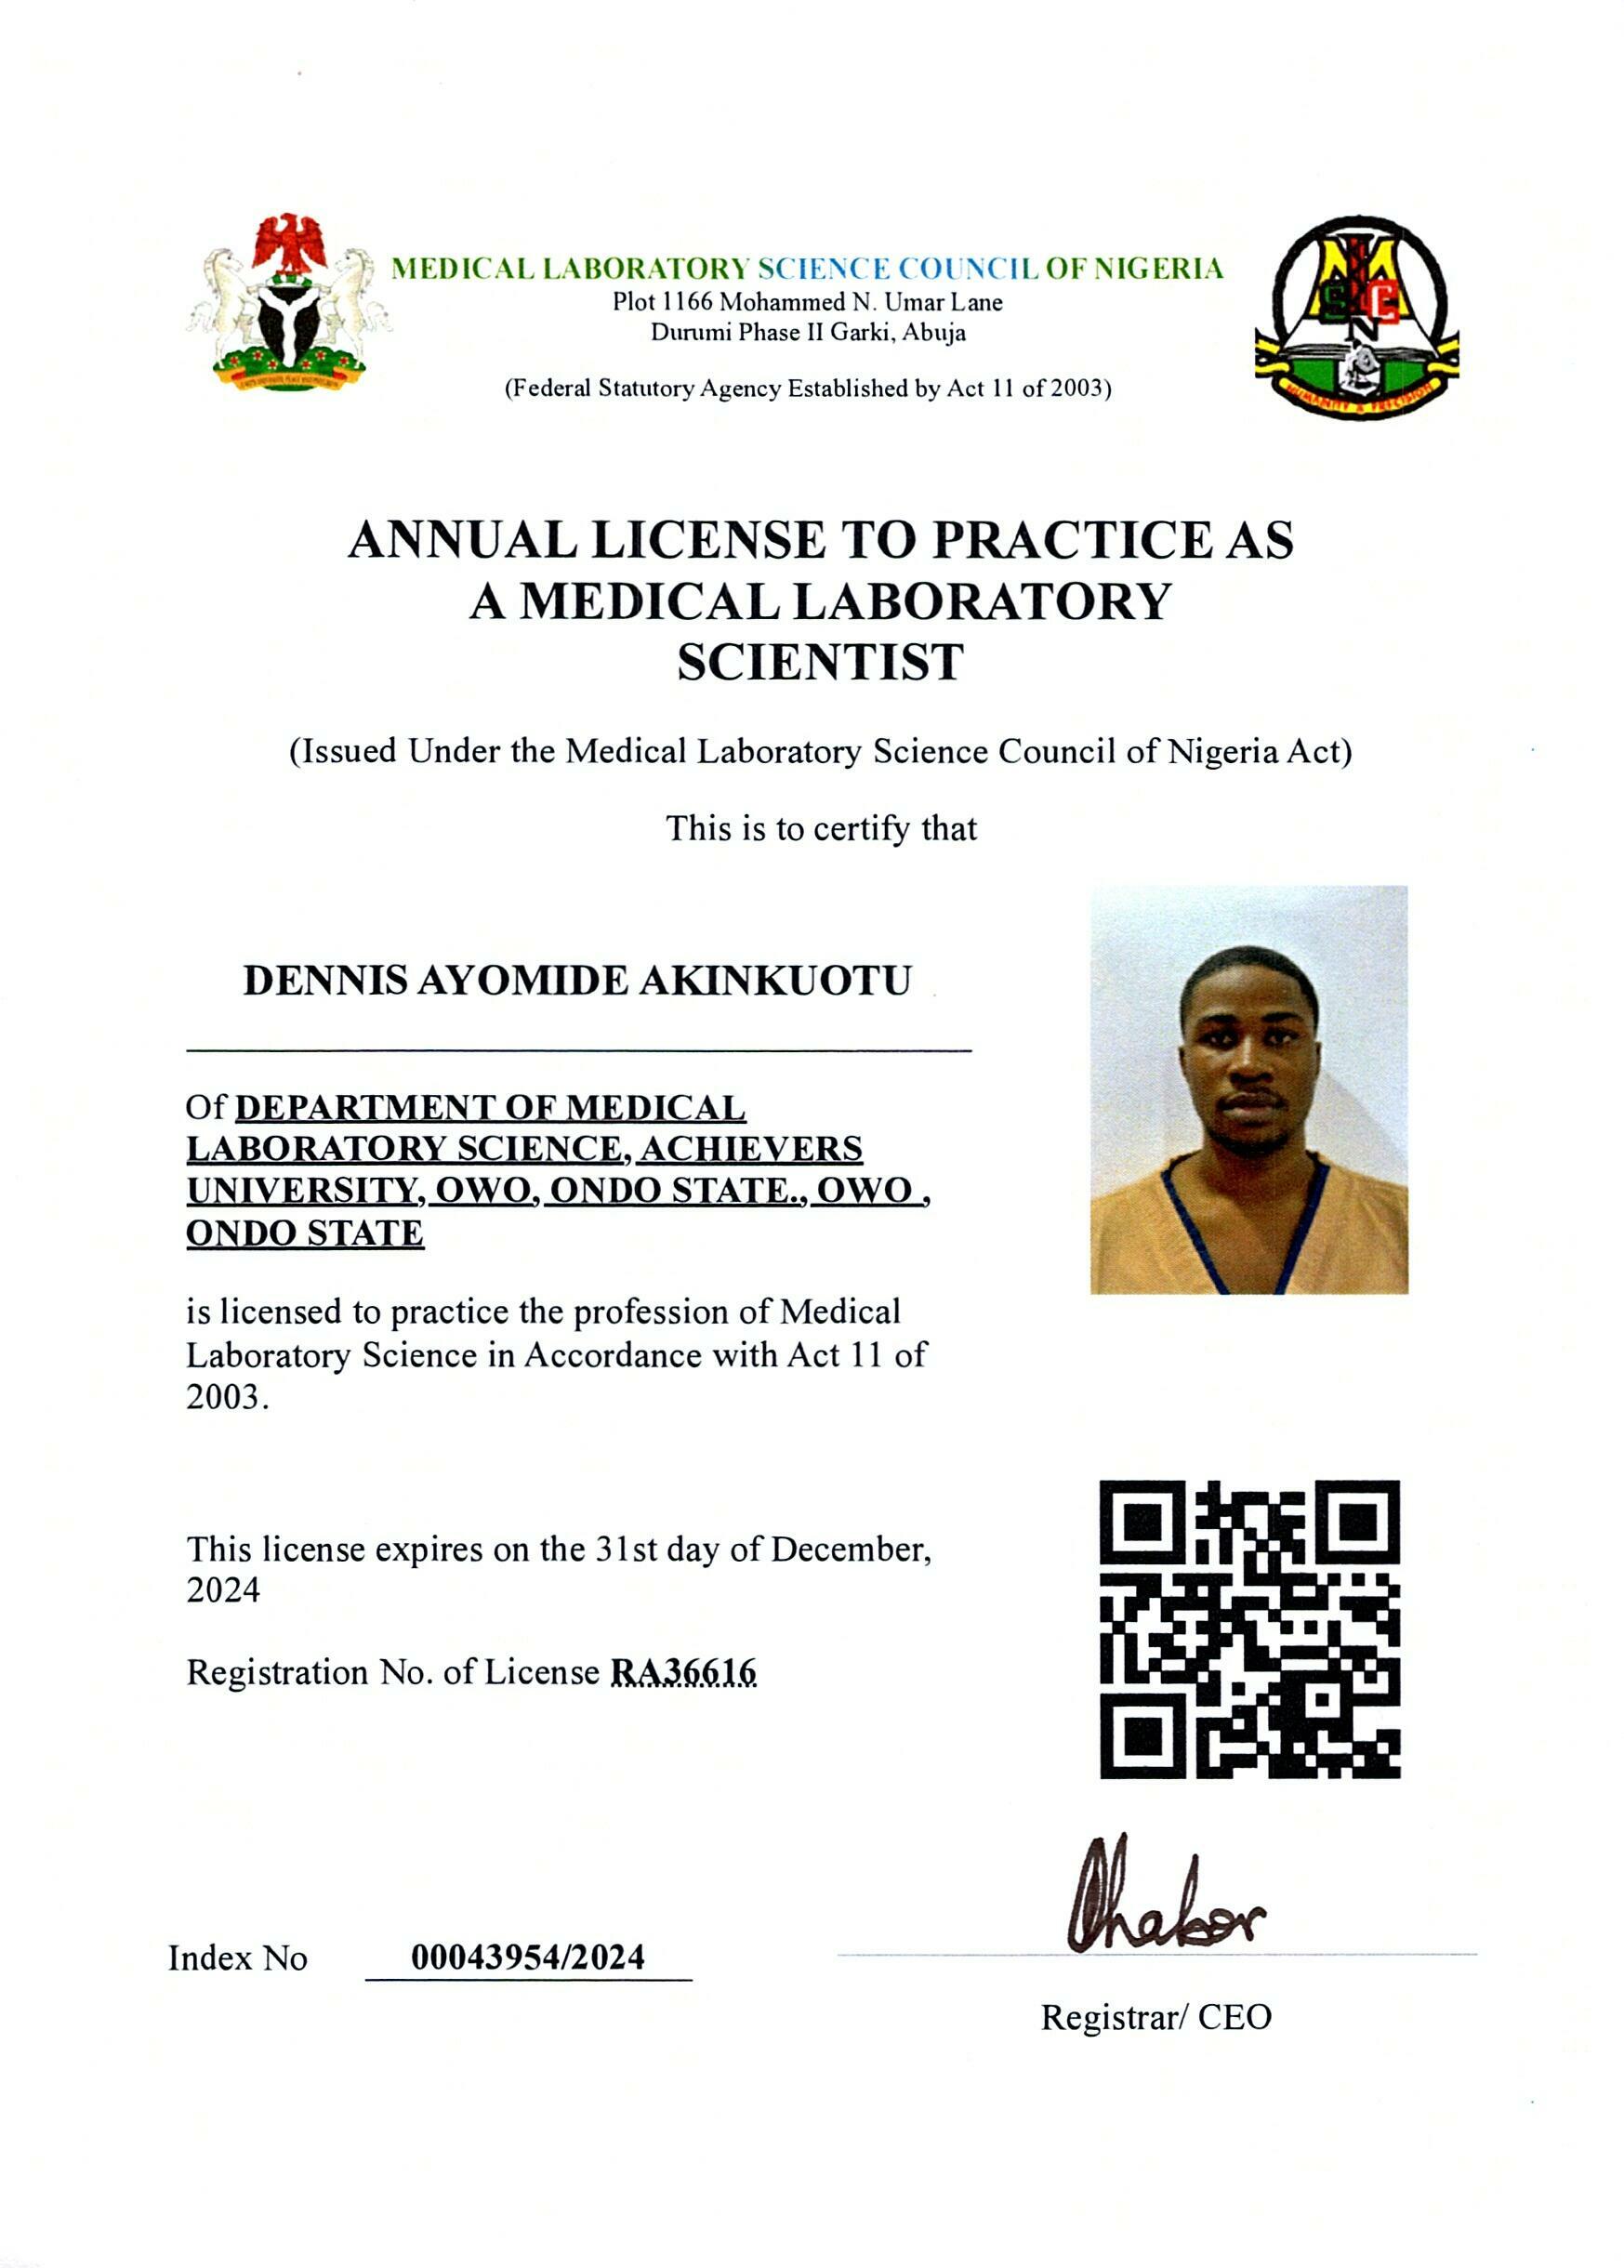 MEDICAL LABORATORY SCIENCE COUNCIL OF NIGERIA
Plot 1166 Mohammed N. Umar Lane
Durumi Phase II Garki, Abuja
(Federal Statutory Agency Established by Act 11 of 2003)
M
L
S C
N
HUMANITY & PRECISION
ANNUAL LICENSE TO PRACTICE AS
A MEDICAL LABORATORY
SCIENTIST
(Issued Under the Medical Laboratory Science Council of Nigeria Act)
This is to certify that
DENNIS AYOMIDE AKINKUOTU
Of DEPARTMENT OF MEDICAL
LABORATORY SCIENCE, ACHIEVERS
UNIVERSITY, OWO, ONDO STATE., OWO ,
ONDO STATE
is licensed to practice the profession of Medical
Laboratory Science in Accordance with Act 11 of
2003.
This license expires on the 31st day of December,
2024
Registration No. of License RA36616
Index No 00043954/2024
Registrar/ CEO